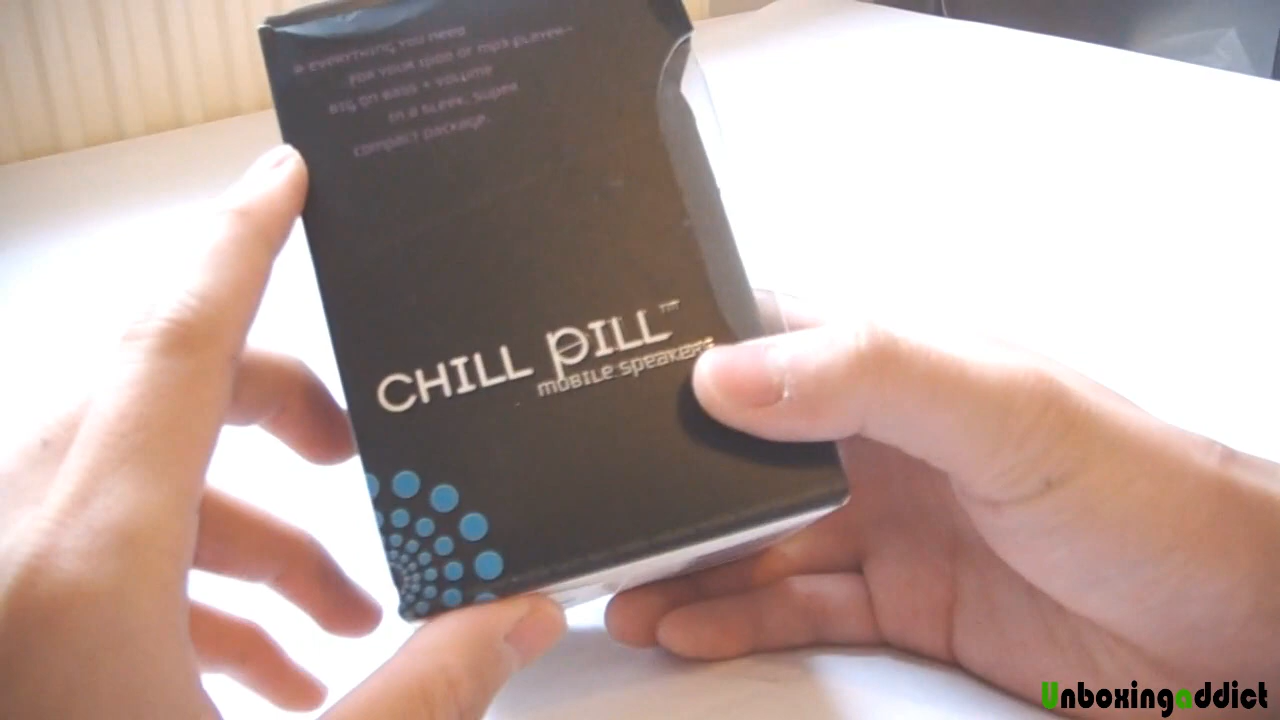 EVERYTHING YOU NEED
FOR YOUR iPOD OR MP3 PLAYER-
BIG ON BASS + VOLUME
IN A SLEEK, SUPER
COMPACT PACKAGE.
CHILL PILL™
MOBILE SPEAKERS
Unboxingaddict